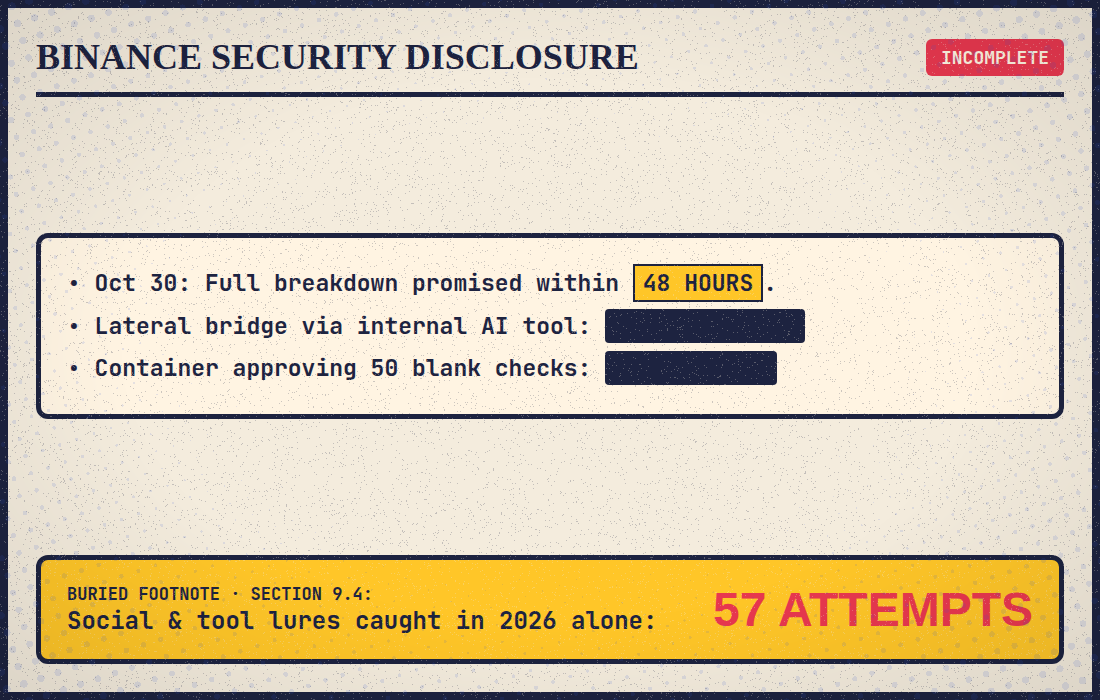 BINANCE SECURITY DISCLOSURE
INCOMPLETE
• Oct 30: Full breakdown promised within 48 HOURS.
• Lateral bridge via internal AI tool:
• Container approving 50 blank checks:
BURIED FOOTNOTE · SECTION 9.4:
Social & tool lures caught in 2026 alone:
57 ATTEMPTS